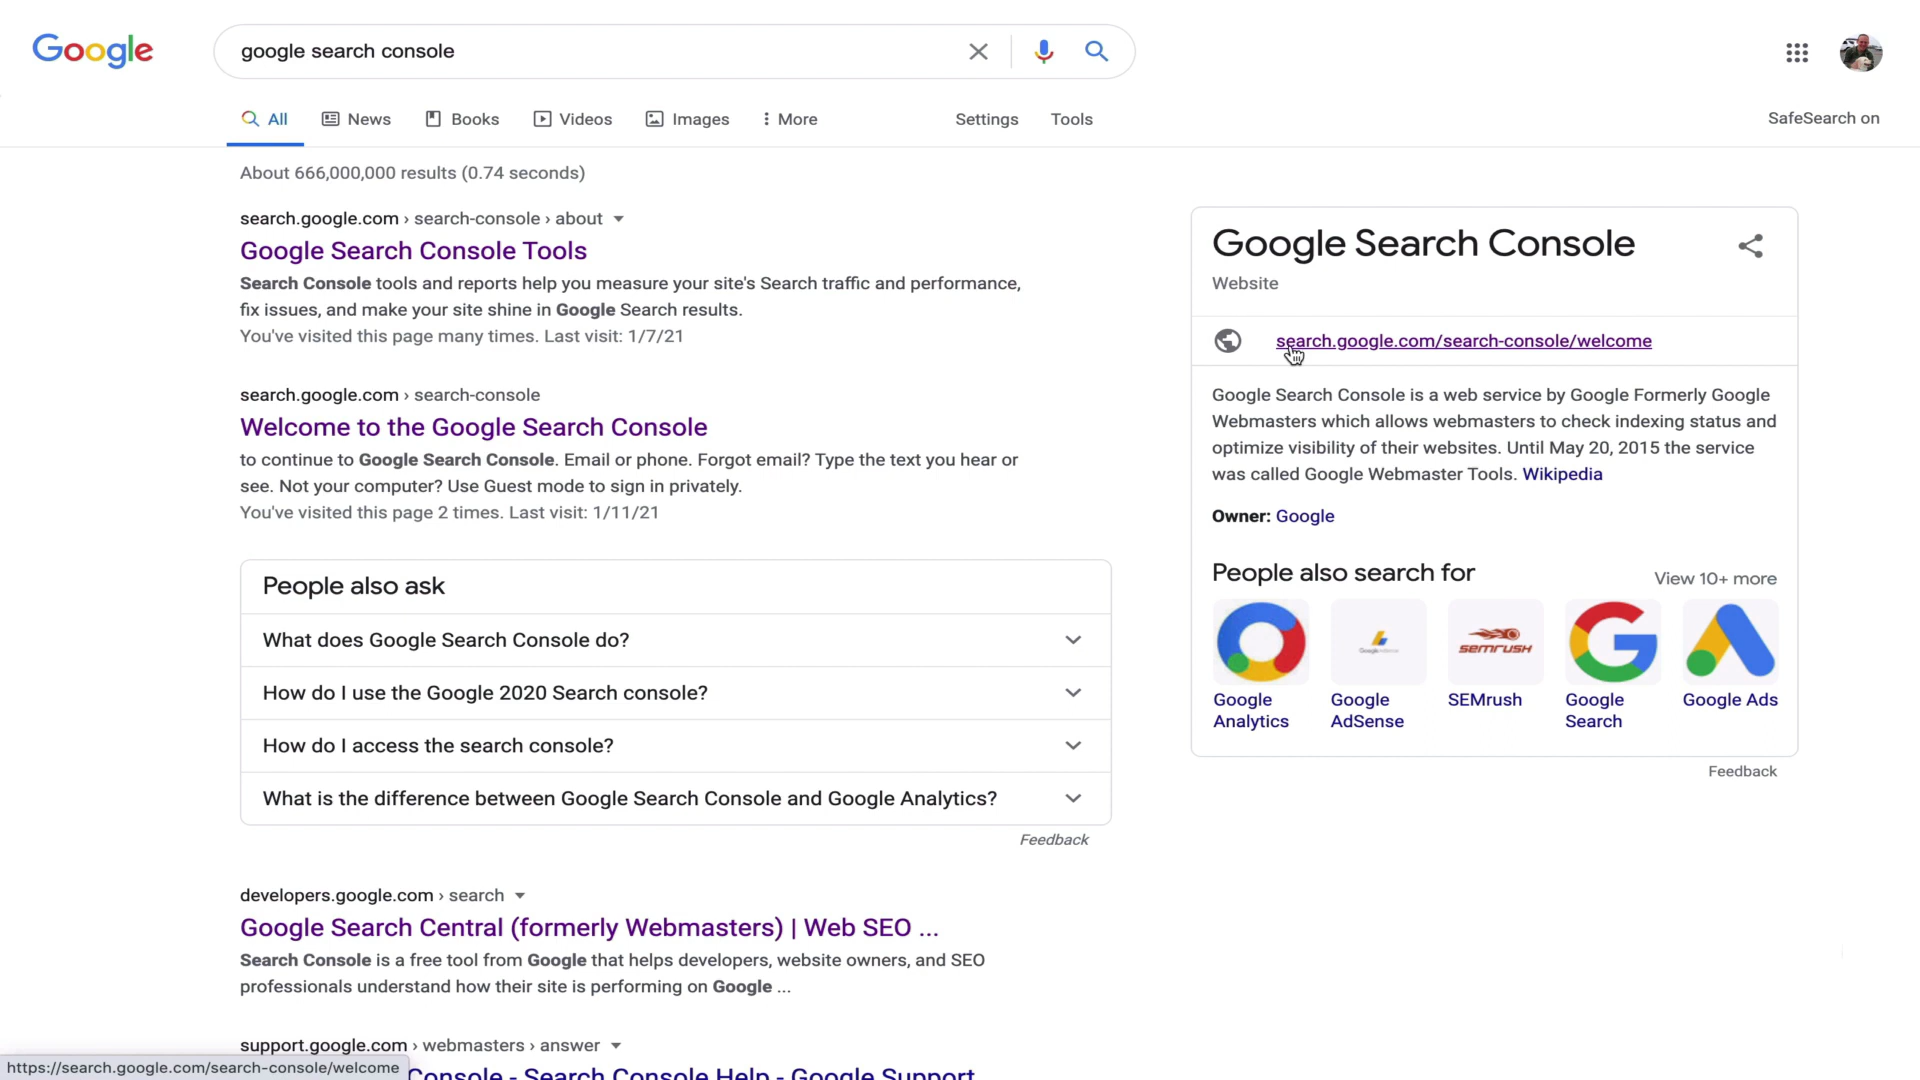 Google
google search console
All
News
Books
Videos
Images
More
Settings
Tools
SafeSearch on
About 666,000,000 results (0.74 seconds)
search.google.com › search-console › about
Google Search Console Tools
Search Console tools and reports help you measure your site's Search traffic and performance,
fix issues, and make your site shine in Google Search results.
You've visited this page many times. Last visit: 1/7/21
search.google.com › search-console
Welcome to the Google Search Console
to continue to Google Search Console. Email or phone. Forgot email? Type the text you hear or
see. Not your computer? Use Guest mode to sign in privately.
You've visited this page 2 times. Last visit: 1/11/21
People also ask
What does Google Search Console do?
How do I use the Google 2020 Search console?
How do I access the search console?
What is the difference between Google Search Console and Google Analytics?
Feedback
developers.google.com › search
Google Search Central (formerly Webmasters) | Web SEO ...
Search Console is a free tool from Google that helps developers, website owners, and SEO
professionals understand how their site is performing on Google ...
support.google.com › webmasters › answer
Console - Search Console Help - Google Support
https://search.google.com/search-console/welcome
Google Search Console
Website
search.google.com/search-console/welcome
Google Search Console is a web service by Google Formerly Google
Webmasters which allows webmasters to check indexing status and
optimize visibility of their websites. Until May 20, 2015 the service
was called Google Webmaster Tools. Wikipedia
Owner: Google
People also search for
View 10+ more
SEMRUSH
Google
Analytics
Google
AdSense
SEMrush
Google
Search
Google Ads
Feedback